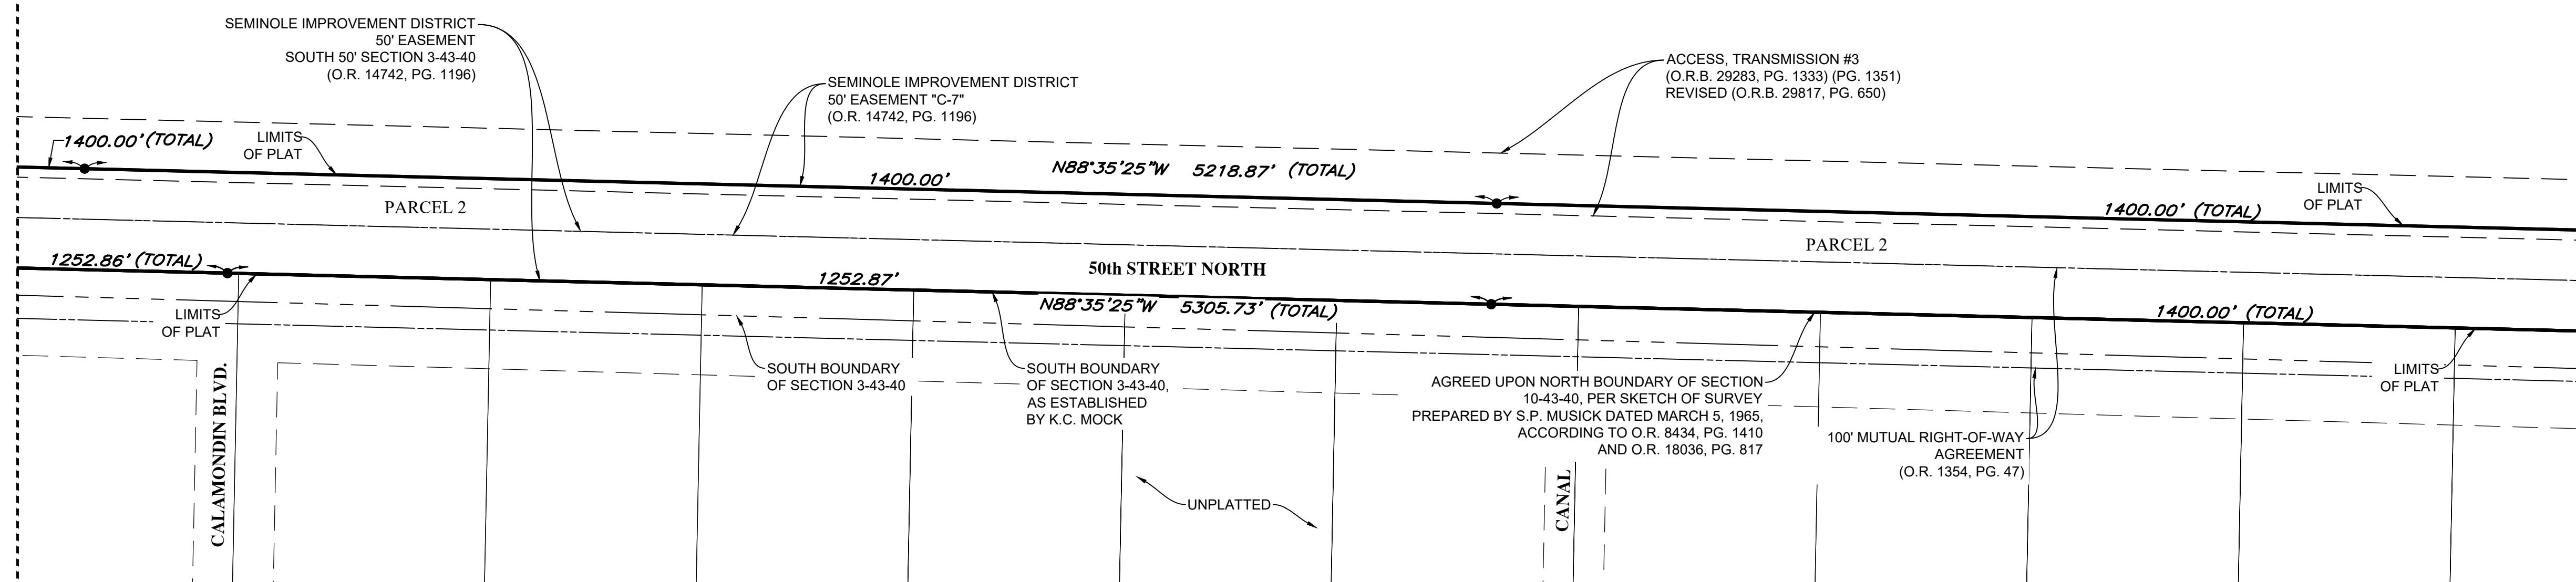 SEMINOLE IMPROVEMENT DISTRICT
50' EASEMENT
SOUTH 50' SECTION 3-43-40
(O.R. 14742, PG. 1196)
SEMINOLE IMPROVEMENT DISTRICT
50' EASEMENT "C-7"
(O.R. 14742, PG. 1196)
ACCESS, TRANSMISSION #3
(O.R.B. 29283, PG. 1333) (PG. 1351)
REVISED (O.R.B. 29817, PG. 650)
1400.00' (TOTAL)
LIMITS
OF PLAT
1400.00'
N88°35'25"W 5218.87' (TOTAL)
1400.00' (TOTAL)
LIMITS
OF PLAT
PARCEL 2
PARCEL 2
1252.86' (TOTAL)
1252.87'
50th STREET NORTH
N88°35'25"W 5305.73' (TOTAL)
1400.00' (TOTAL)
LIMITS
OF PLAT
SOUTH BOUNDARY
OF SECTION 3-43-40
SOUTH BOUNDARY
OF SECTION 3-43-40,
AS ESTABLISHED
BY K.C. MOCK
AGREED UPON NORTH BOUNDARY OF SECTION
10-43-40, PER SKETCH OF SURVEY
PREPARED BY S.P. MUSICK DATED MARCH 5, 1965,
ACCORDING TO O.R. 8434, PG. 1410
AND O.R. 18036, PG. 817
100' MUTUAL RIGHT-OF-WAY
AGREEMENT
(O.R. 1354, PG. 47)
LIMITS
OF PLAT
CALAMONDIN BLVD.
UNPLATTED
CANAL